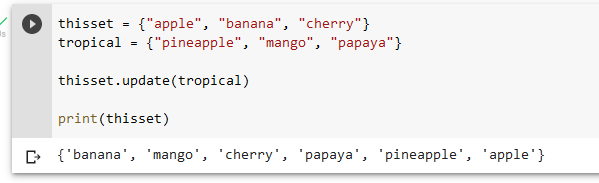 thisset = {"apple", "banana", "cherry"}
tropical = {"pineapple", "mango", "papaya"}
thisset.update(tropical)
print(thisset)
{'banana', 'mango', 'cherry', 'papaya', 'pineapple', 'apple'}